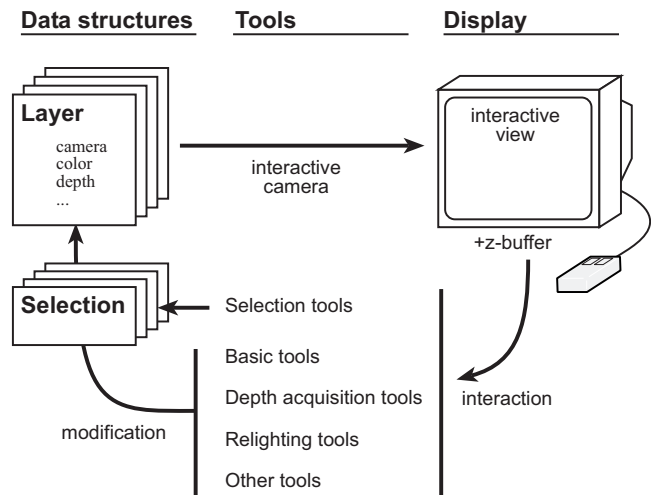 Data structures
Tools
Display
Layer
camera
color
depth
...
interactive
camera
interactive
view
+z-buffer
Selection
Selection tools
Basic tools
Depth acquisition tools
Relighting tools
Other tools
modification
interaction